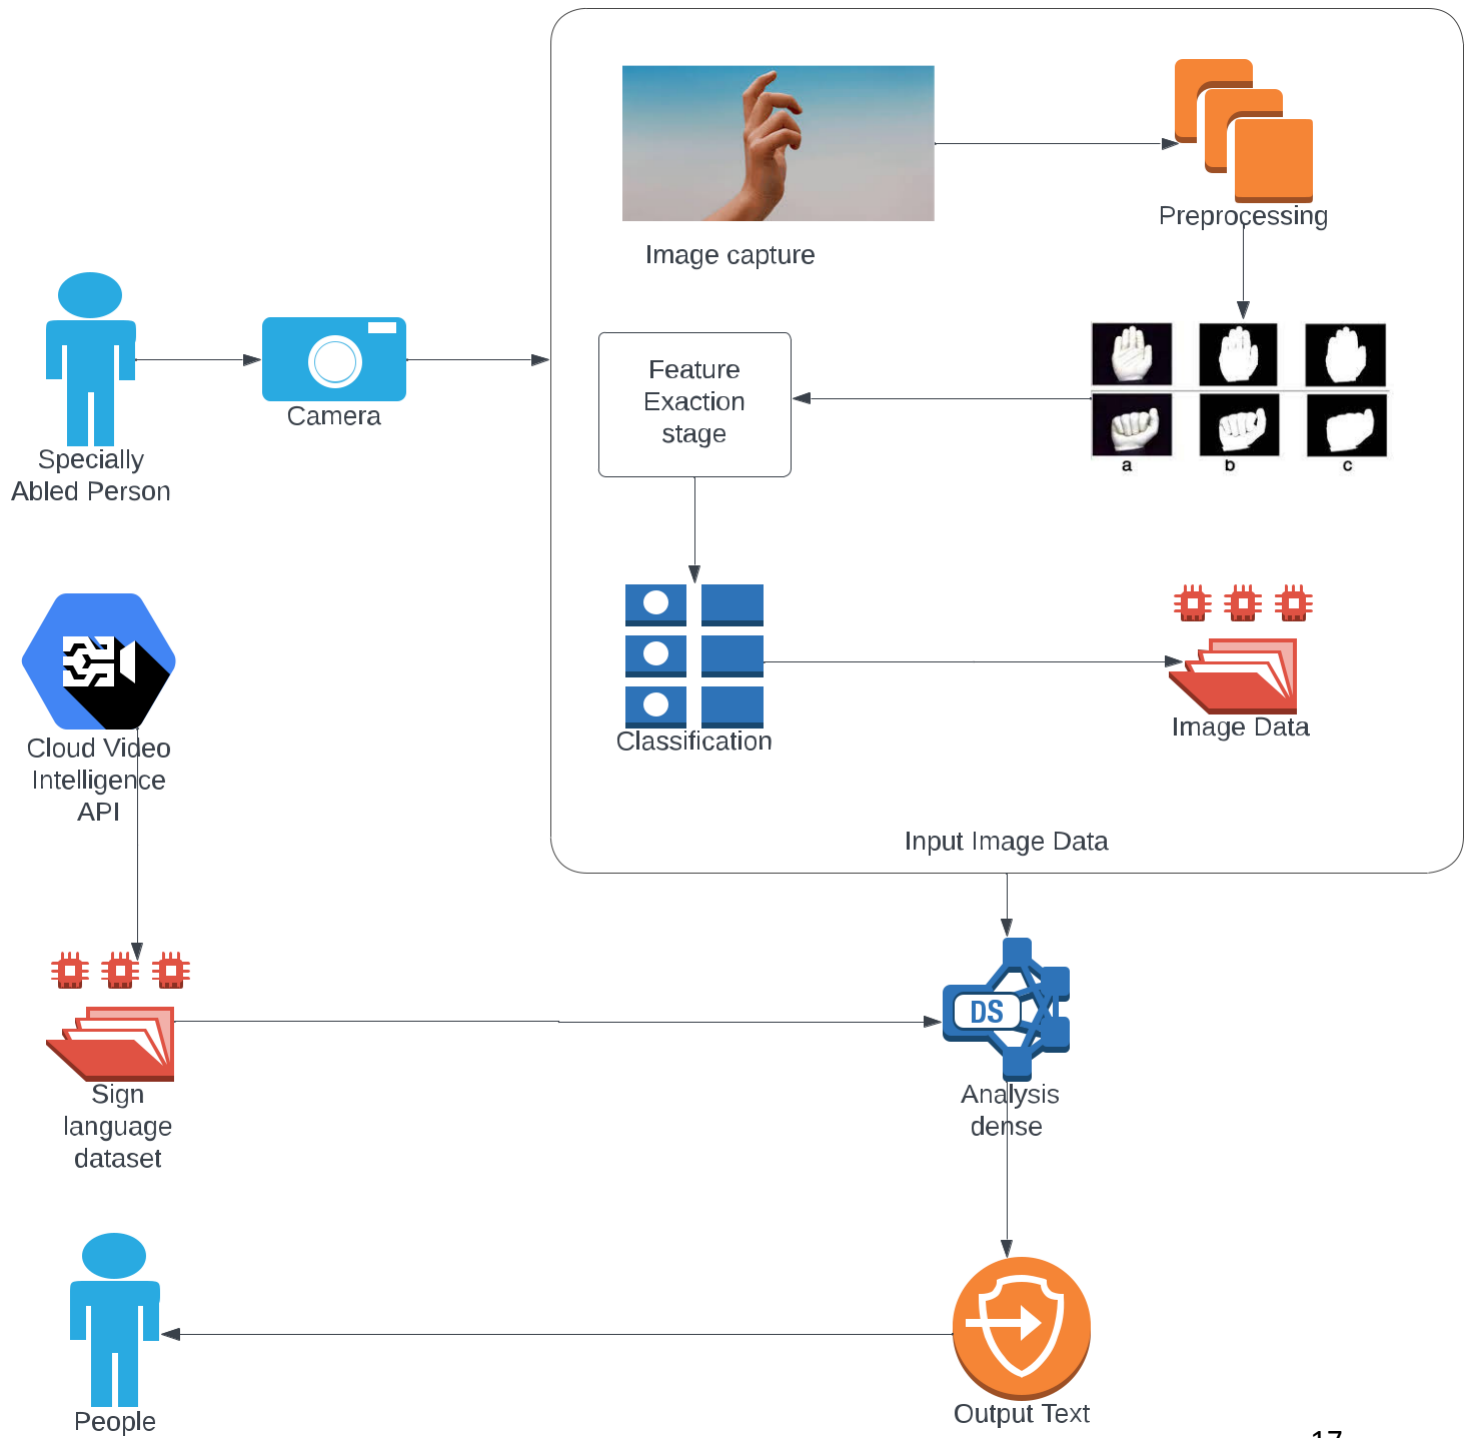 Image capture
Preprocessing
Camera
Specially
Abled Person
Feature
Exaction
stage
a b c
Cloud Video
Intelligence
API
Classification
Image Data
Input Image Data
DS
Sign
language
dataset
Analysis
dense
People
Output Text
17